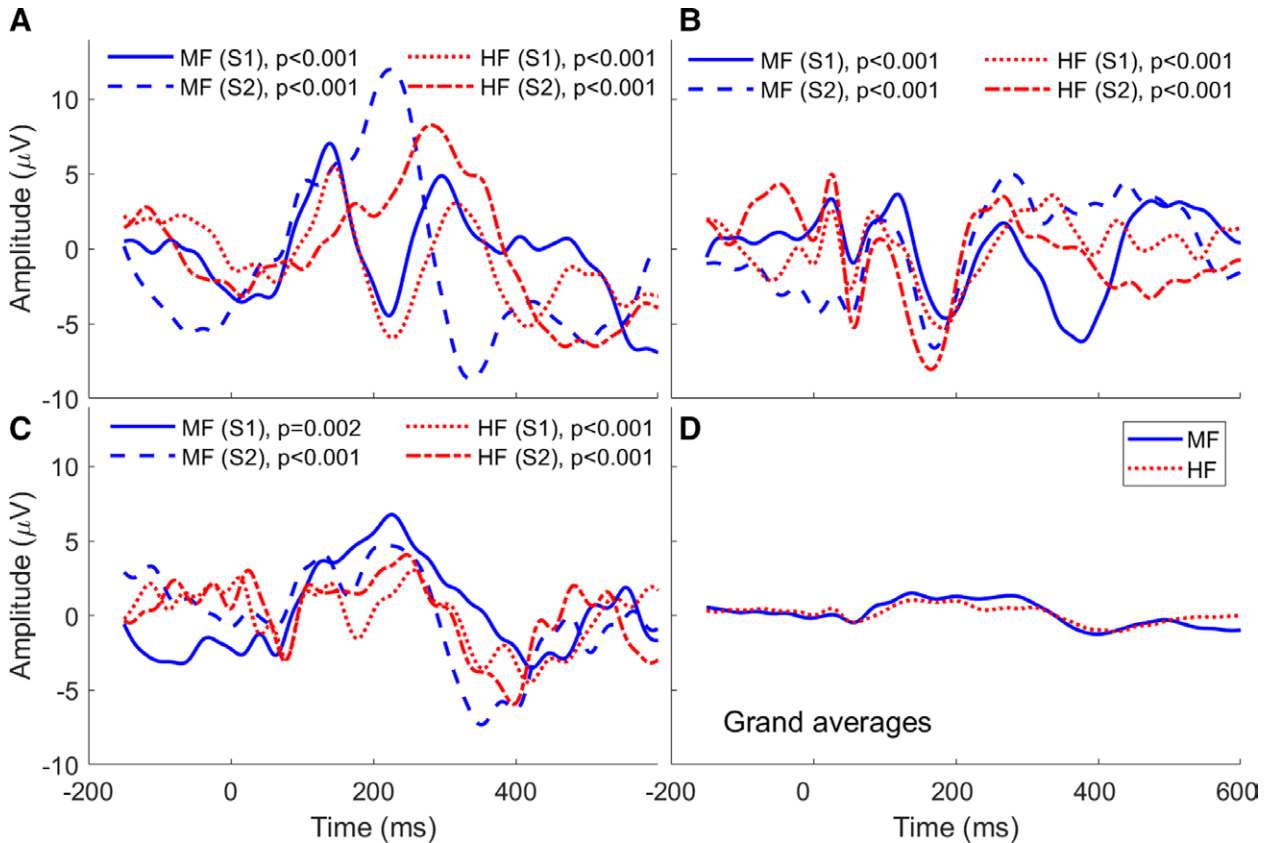 A
MF (S1), p<0.001
HF (S1), p<0.001
MF (S2), p<0.001
HF (S2), p<0.001
10
5
0
-5
-10
Amplitude (μV)
B
MF (S1), p<0.001
HF (S1), p<0.001
MF (S2), p<0.001
HF (S2), p<0.001
C
MF (S1), p=0.002
HF (S1), p<0.001
MF (S2), p<0.001
HF (S2), p<0.001
10
5
0
-5
-10
Amplitude (μV)
-200 0 200 400
Time (ms)
D
MF
HF
Grand averages
-200 0 200 400 600
Time (ms)